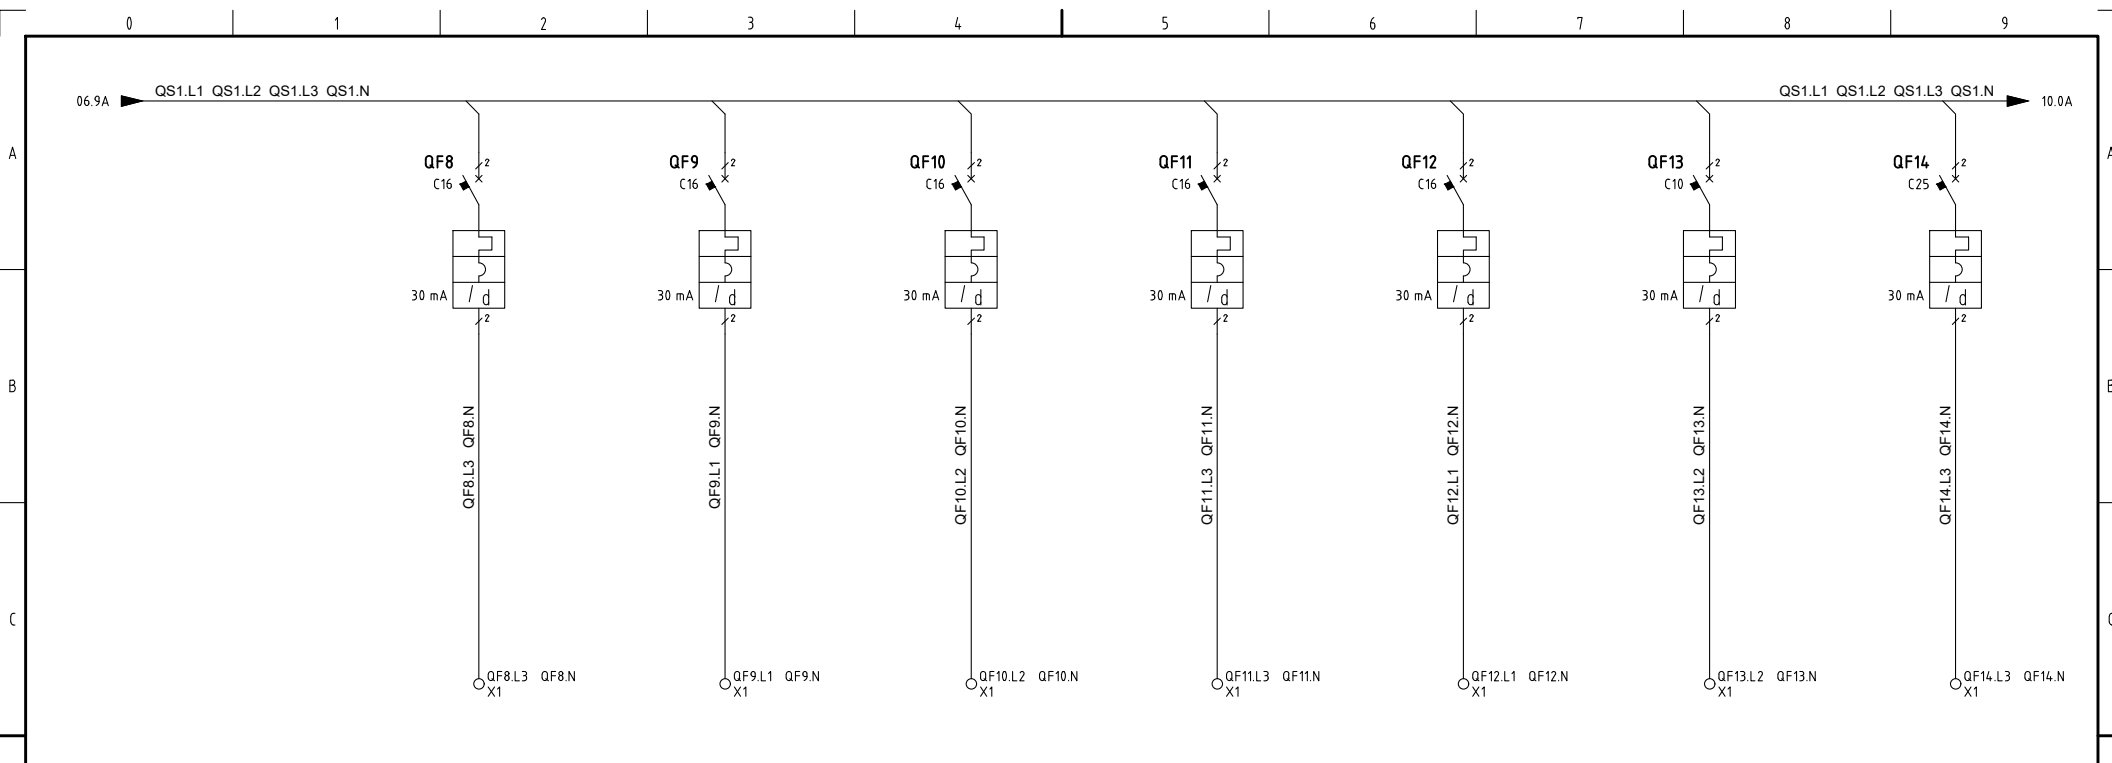 0 1 2 3 4 5 6 7 8 9
QS1.L1 QS1.L2 QS1.L3 QS1.N QS1.L1 QS1.L2 QS1.L3 QS1.N
06.9A 10.0A
A A
QF8 2 QF9 2 QF10 2 QF11 2 QF12 2 QF13 2 QF14 2
C16 C16 C16 C16 C16 C10 C25
30 mA I d 30 mA I d 30 mA I d 30 mA I d 30 mA I d 30 mA I d 30 mA I d
2 2 2 2 2 2 2
B B
QF8.L3 QF8.N
QF9.L1 QF9.N
QF10.L2 QF10.N
QF11.L3 QF11.N
QF12.L1 QF12.N
QF13.L2 QF13.N
QF14.L3 QF14.N
C C
QF8.L3 QF8.N QF9.L1 QF9.N QF10.L2 QF10.N QF11.L3 QF11.N QF12.L1 QF12.N QF13.L2 QF13.N QF14.L3 QF14.N
X1 X1 X1 X1 X1 X1 X1